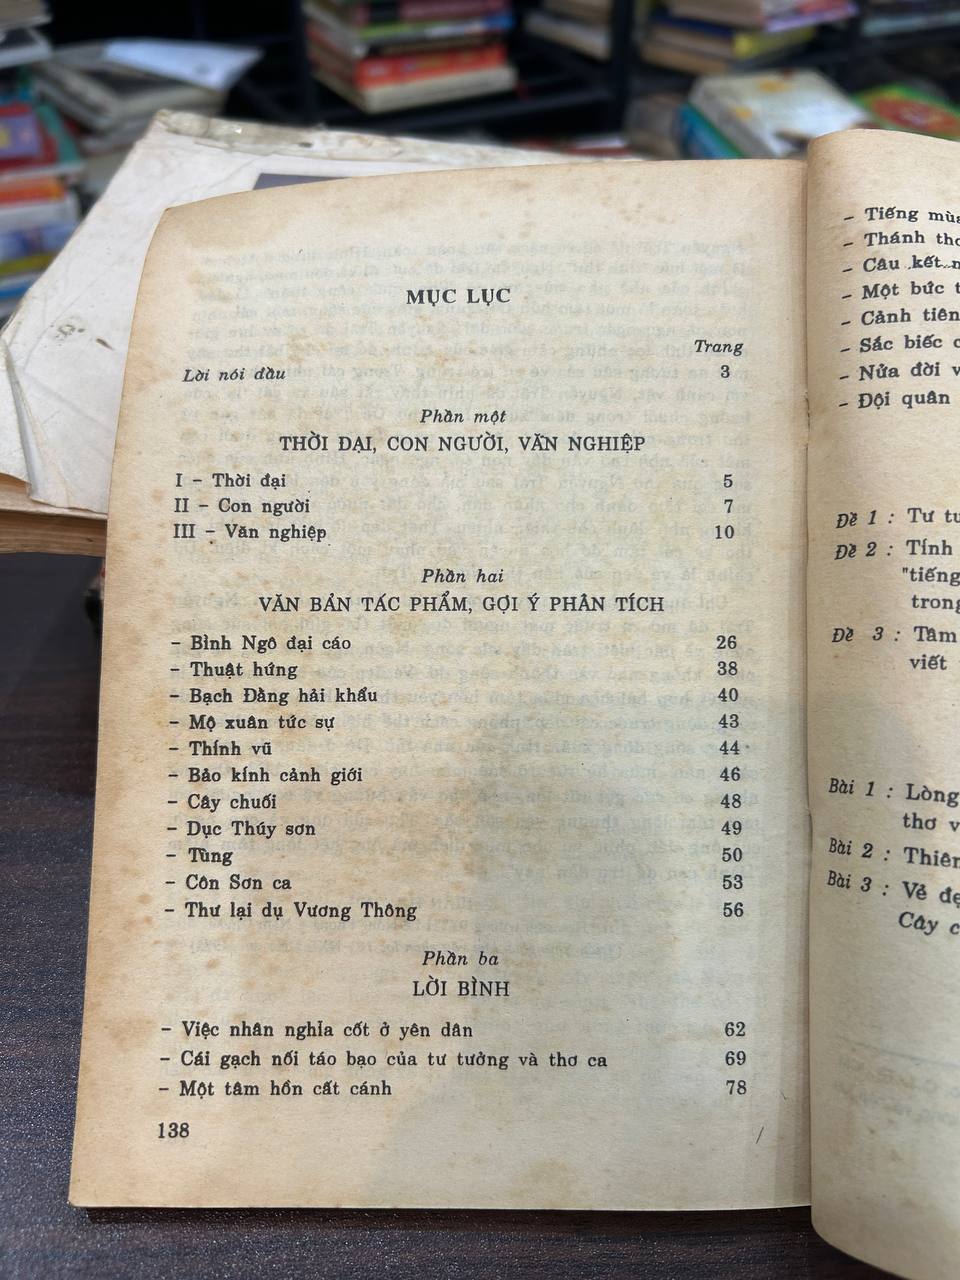 MỤC LỤC
Trang
Lời nói đầu 3
Phần một
THỜI ĐẠI, CON NGƯỜI, VĂN NGHIỆP
I - Thời đại 5
II - Con người 7
III - Văn nghiệp 10
Phần hai
VĂN BẢN TÁC PHẨM, GỢI Ý PHÂN TÍCH
- Bình Ngô đại cáo 26
- Thuật hứng 38
- Bạch Đằng hải khẩu 40
- Mộ xuân tức sự 43
- Thính vũ 44
- Bảo kính cảnh giới 46
- Cây chuối 48
- Dục Thúy sơn 49
- Tùng 50
- Côn Sơn ca 53
- Thư lại dụ Vương Thông 56
Phần ba
LỜI BÌNH
- Việc nhân nghĩa cốt ở yên dân 62
- Cái gạch nối táo bạo của tư tưởng và thơ ca 69
- Một tâm hồn cất cánh 78
138
- Tiếng
- Thánh
- Câu kết
- Một bức
- Cảnh tiên
- Sắc biếc
- Nửa đời
- Đội quân
Đề 1 : Tư
Đề 2 : Tính
"tiếng
trong
Đề 3 : Tâm
viết
Bài 1 : Lòng
thơ
Bài 2 : Thiên
Bài 3 : Vẻ
Cây